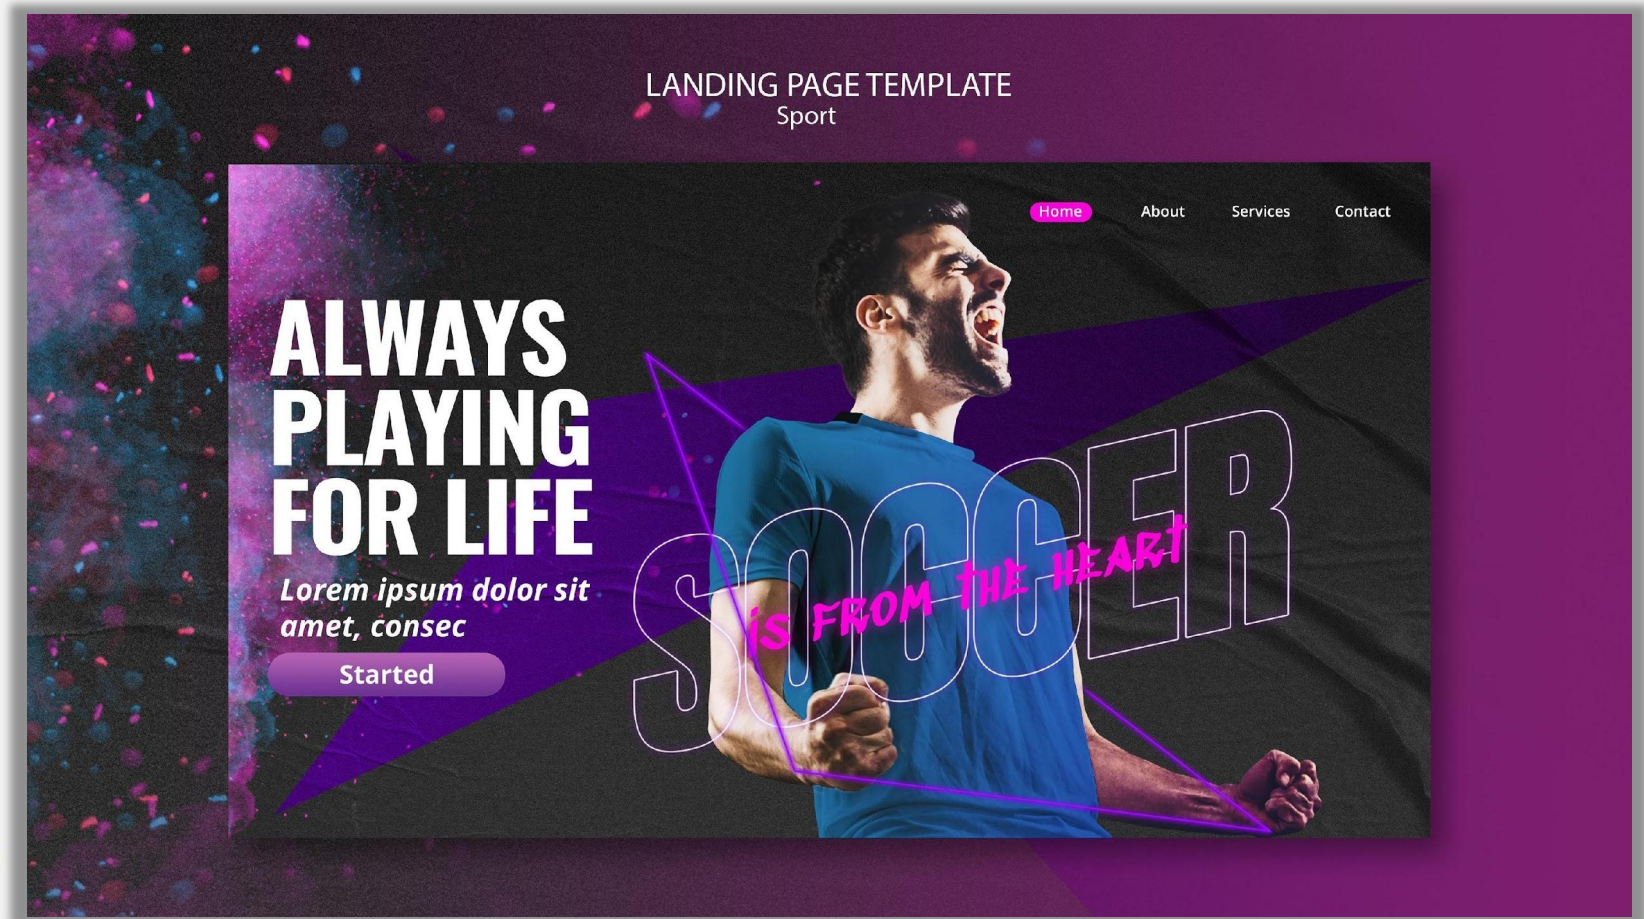 LANDING PAGE TEMPLATE
Sport
Home About Services Contact
ALWAYS
PLAYING
FOR LIFE
Lorem ipsum dolor sit
amet, consec
Started
SOCCER
is FROM THE HEART